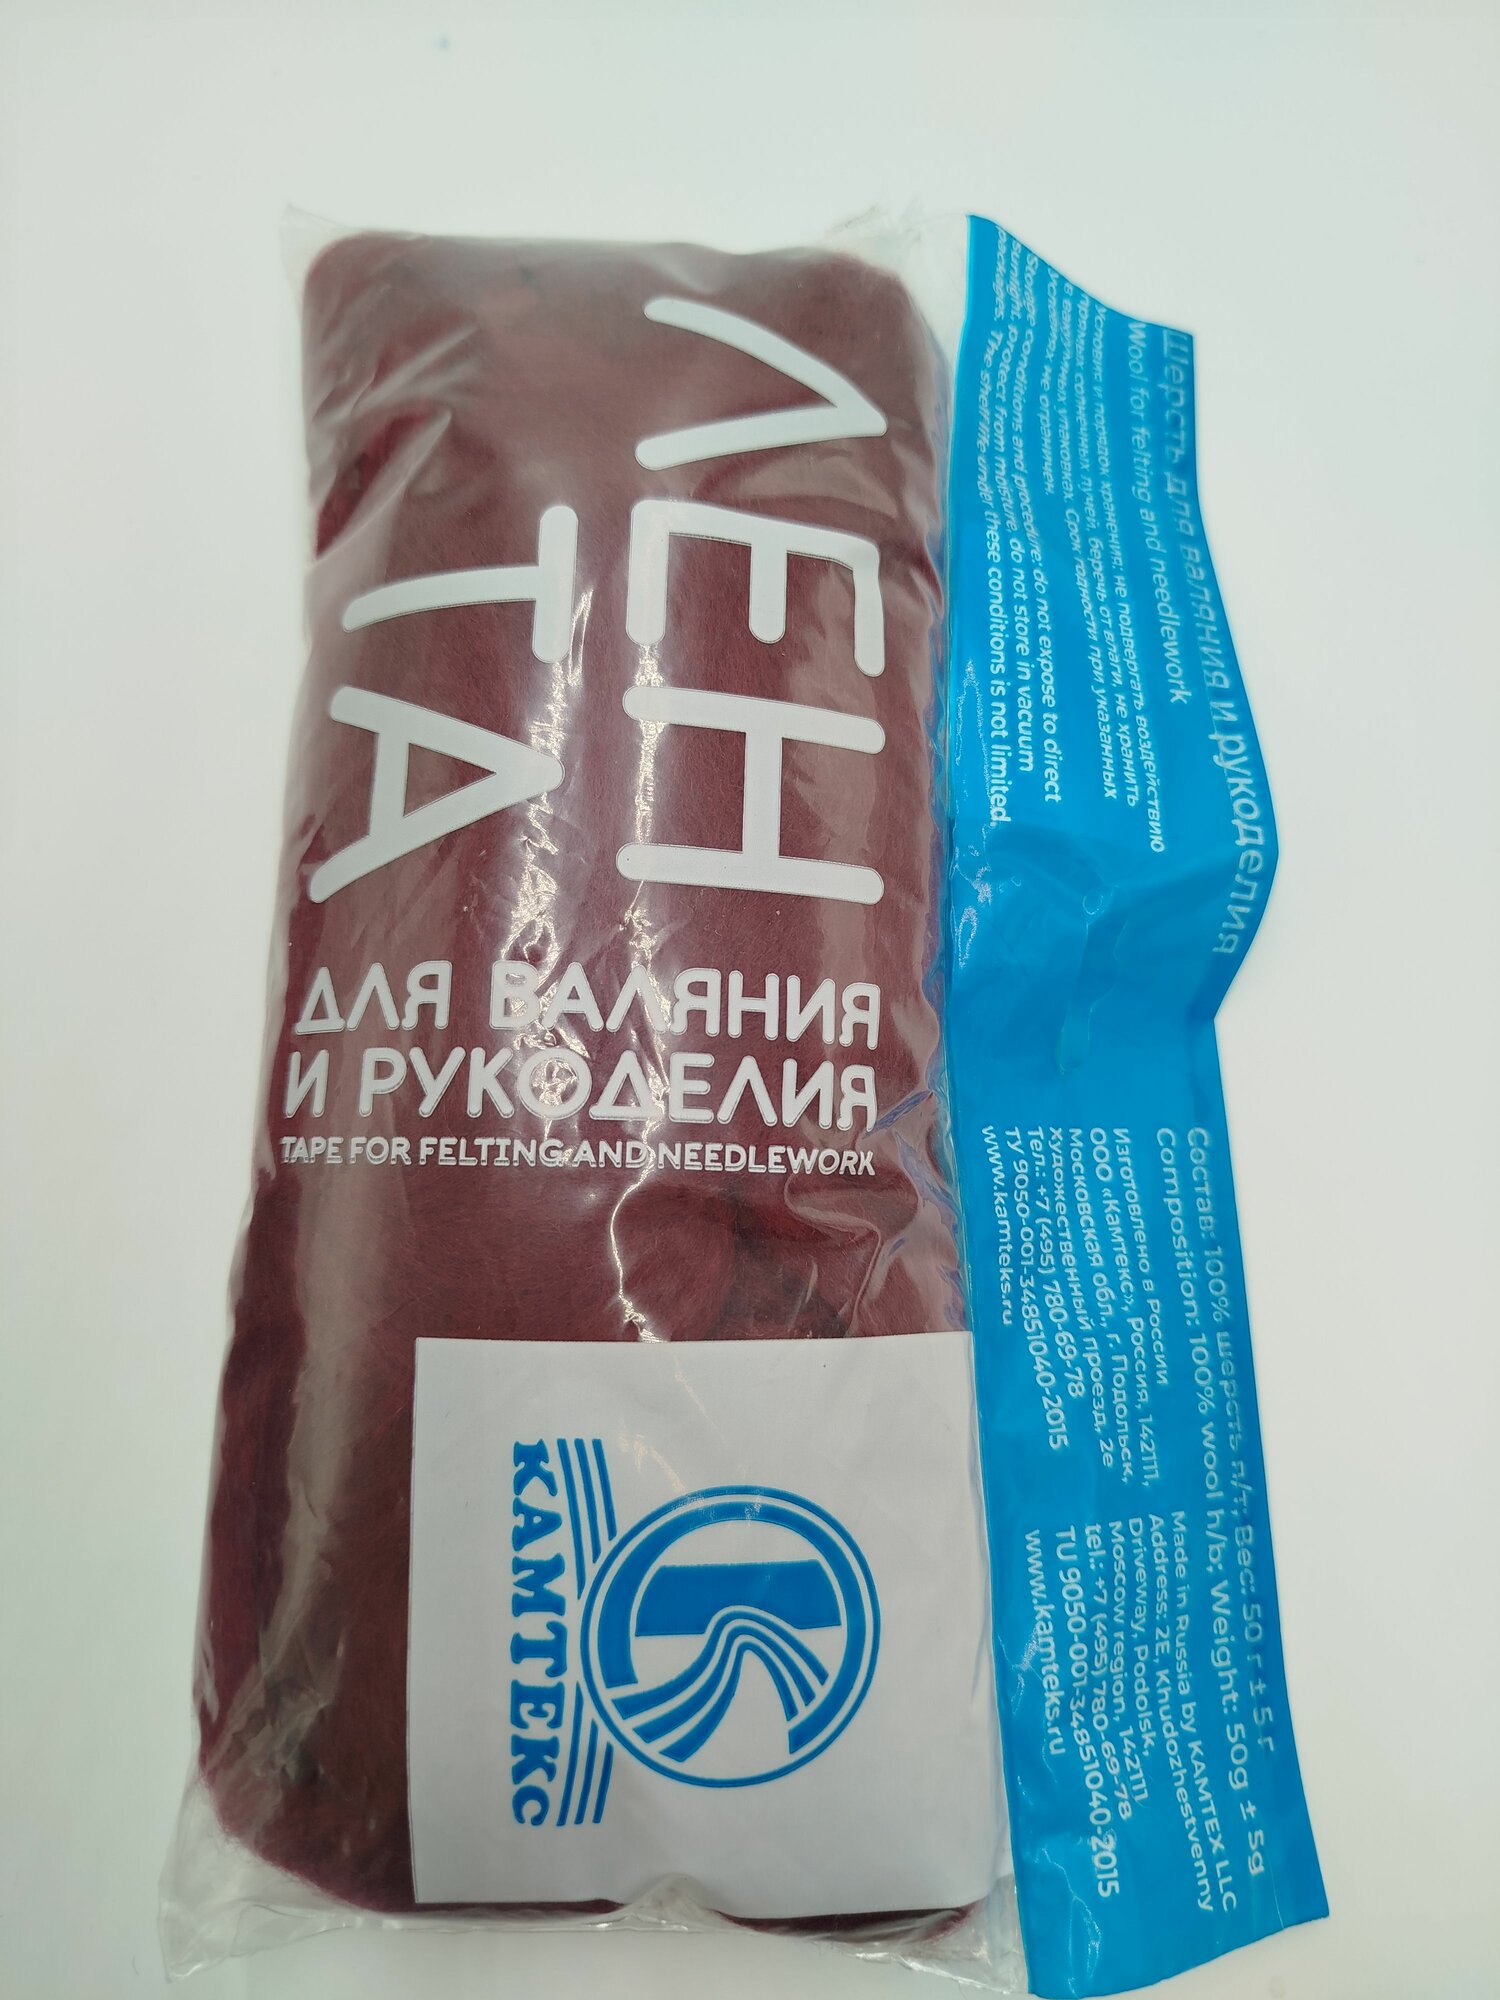 ЛЕН
ТА
ДЛЯ ВАЛЯНИЯ
И РУКОДЕЛИЯ
TAPE FOR FELTING AND NEEDLEWORK
КАМТЕКС
Шерсть для валяния и рукоделия
Wool for felting and needlework
Условие и порядок хранения: не подвергать воздействию
прямых солнечных лучей, беречь от влаги, не хранить
в вакуумных упаковках. Срок годности при указанных
условиях не ограничен.
Storage conditions and procedure: do not expose to direct
sunlight, protect from moisture, do not store in vacuum
packages. The shelf life under these conditions is not limited.
Состав: 100% шерсть п/т; Вес: 50 г ± 5 г
Composition: 100% wool h/b; Weight: 50g ± 5g
Изготовлено в России
ООО «Камтекс», Россия, 142111,
Московская обл., г. Подольск,
Художественный проезд, 2е
Тел.: +7 (495) 780-69-78
ТУ 9050-001-34851040-2015
www.kamteks.ru
Made in Russia by KAMTEX LLC
Address: 2E, Khudozhestvenny
Driveway, Podolsk,
Moscow region, 142111
tel.: +7 (495) 780-69-78
TU 9050-001-34851040-2015
www.kamteks.ru